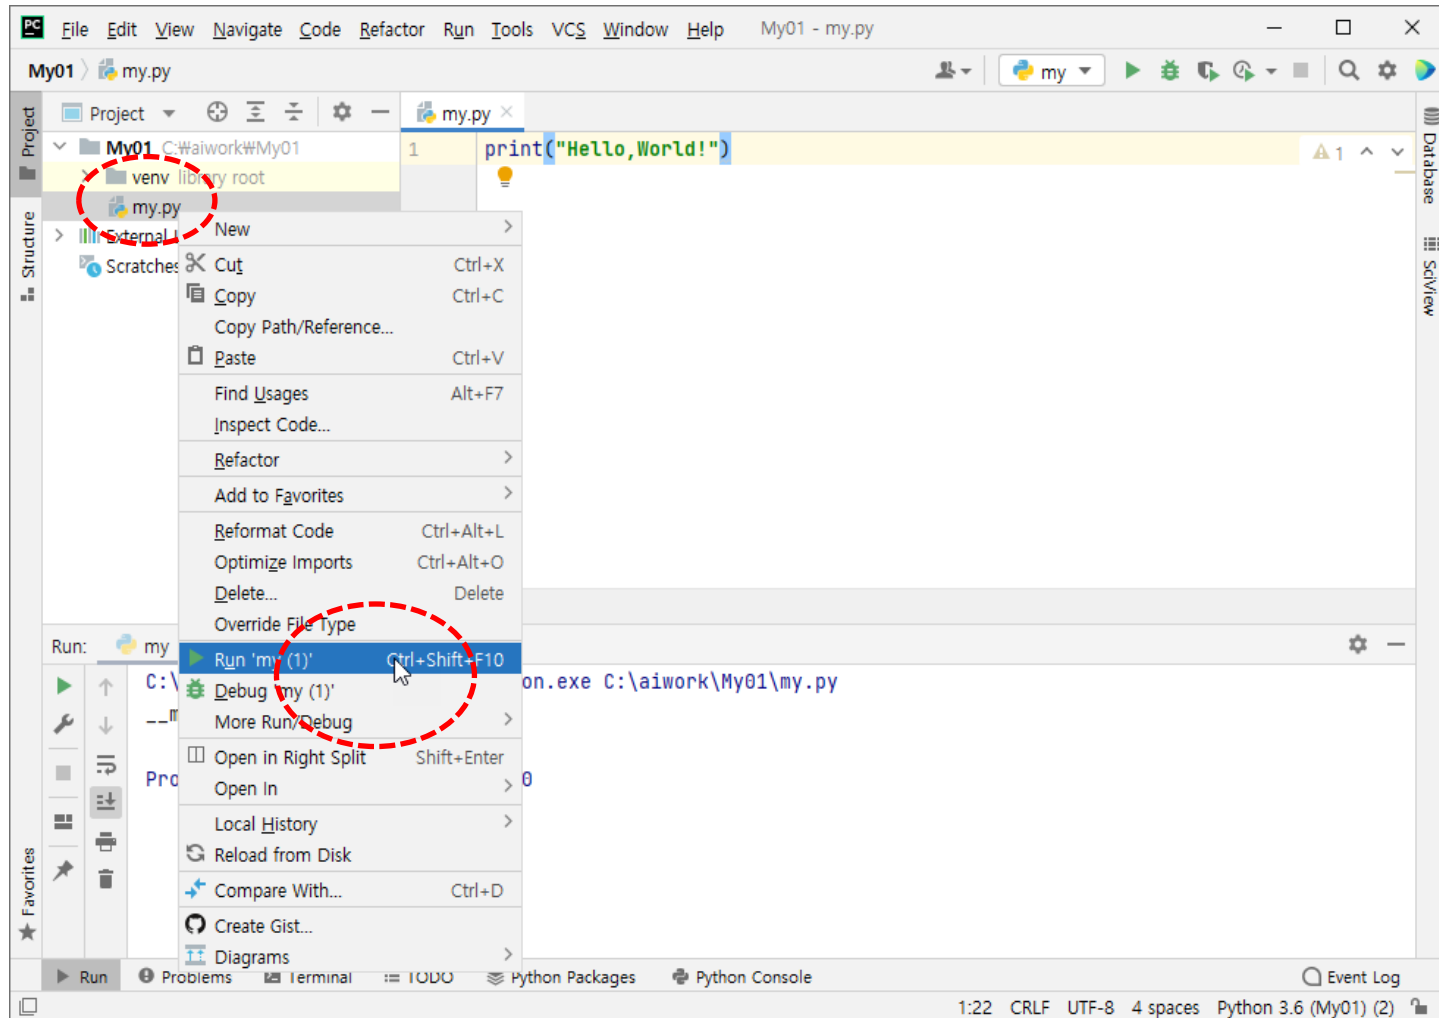 PC File Edit View Navigate Code Refactor Run Tools VCS Window Help My01 - my.py
My01 my.py my
Project my.py
My01 C:₩aiwork₩My01
venv library root
my.py
External
Scratches
1 print("Hello,World!")
1
Project
Structure
Favorites
Database
SciView
New
Cut Ctrl+X
Copy Ctrl+C
Copy Path/Reference...
Paste Ctrl+V
Find Usages Alt+F7
Inspect Code...
Refactor
Add to Favorites
Reformat Code Ctrl+Alt+L
Optimize Imports Ctrl+Alt+O
Delete... Delete
Override File Type
Run 'my (1)' Ctrl+Shift+F10
Debug 'my (1)'
More Run/Debug
Open in Right Split Shift+Enter
Open In
Local History
Reload from Disk
Compare With... Ctrl+D
Create Gist...
Diagrams
Run: my
C:\ on.exe C:\aiwork\My01\my.py
__m
Pro 0
Run Problems Terminal TODO Python Packages Python Console Event Log
1:22 CRLF UTF-8 4 spaces Python 3.6 (My01) (2)